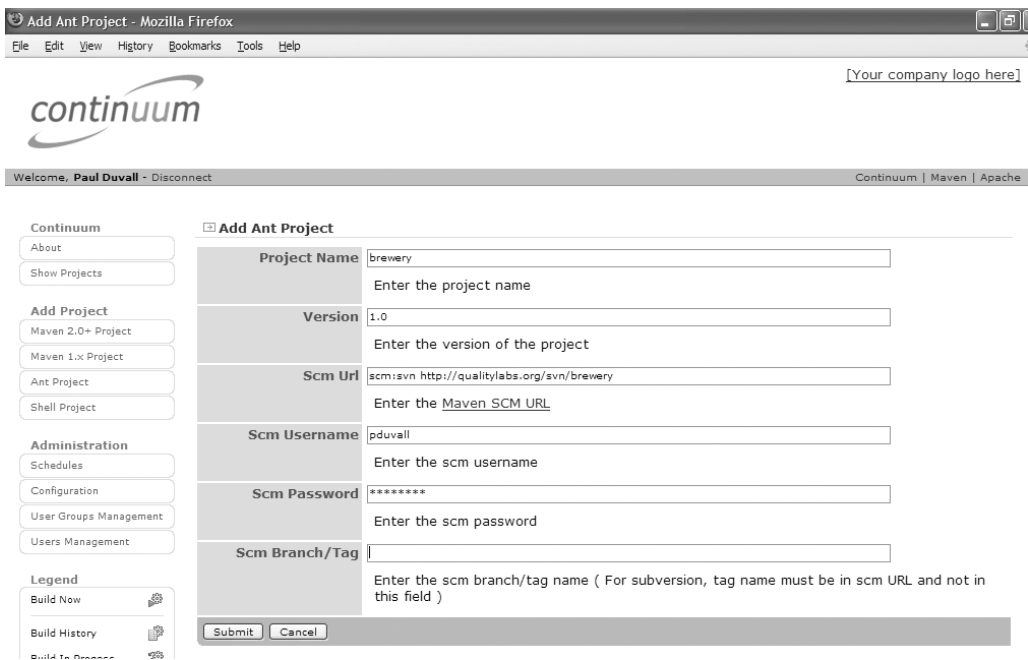 Add Ant Project - Mozilla Firefox
File Edit View History Bookmarks Tools Help
continuum
[Your company logo here]
Welcome, Paul Duvall - Disconnect
Continuum | Maven | Apache
Continuum
About
Show Projects
Add Project
Maven 2.0+ Project
Maven 1.x Project
Ant Project
Shell Project
Administration
Schedules
Configuration
User Groups Management
Users Management
Legend
Build Now
Build History
Build In Progess
Add Ant Project
Project Name brewery
Enter the project name
Version 1.0
Enter the version of the project
Scm Url scm:svn http://qualitylabs.org/svn/brewery
Enter the Maven SCM URL
Scm Username pduvall
Enter the scm username
Scm Password ********
Enter the scm password
Scm Branch/Tag
Enter the scm branch/tag name ( For subversion, tag name must be in scm URL and not in
this field )
Submit Cancel